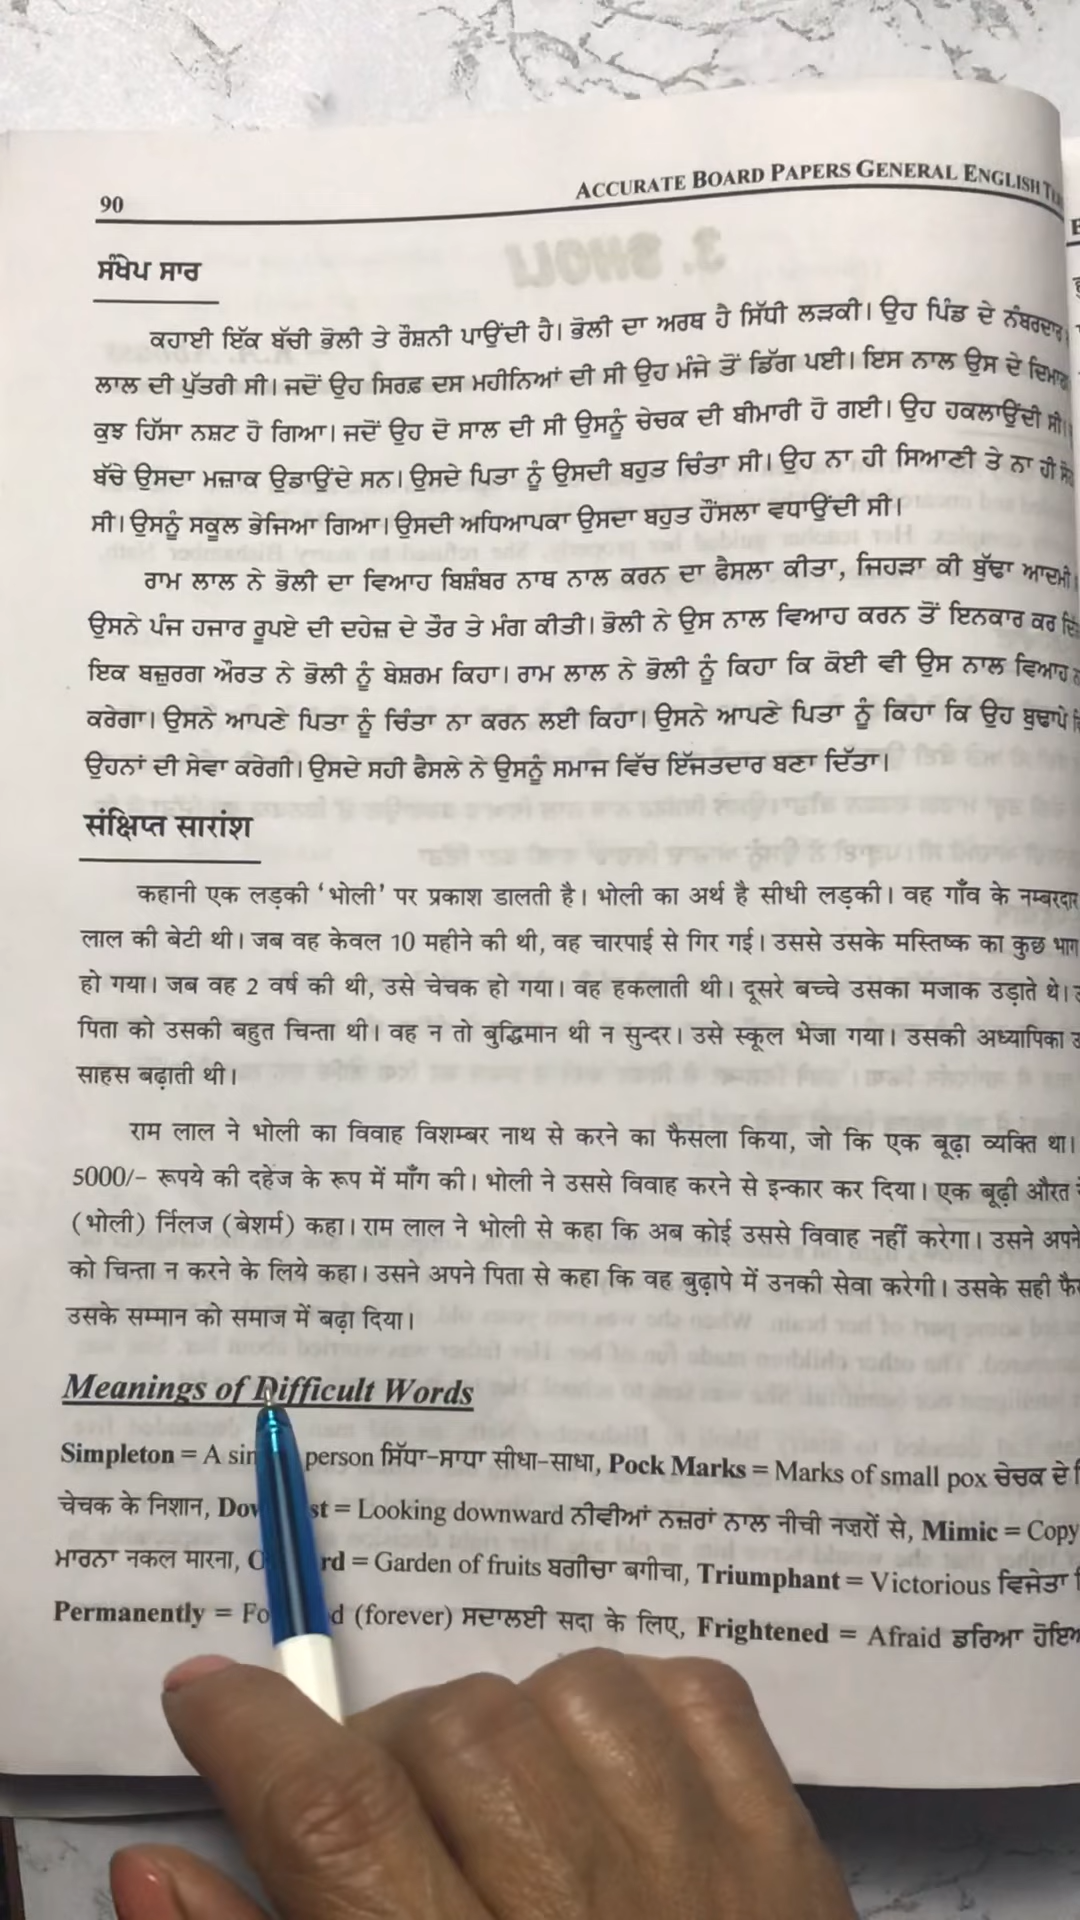 90
ACCURATE BOARD PAPERS GENERAL ENGLISH
ਸੰਖੇਪ ਸਾਰ
ਕਹਾਈ ਇੱਕ ਬੱਚੀ ਭੋਲੀ ਤੇ ਰੌਸ਼ਨੀ ਪਾਉਂਦੀ ਹੈ। ਭੋਲੀ ਦਾ ਅਰਥ ਹੈ ਸਿੱਧੀ ਲੜਕੀ। ਉਹ ਪਿੰਡ ਦੇ ਨੰਬਰਦਾਰ
ਲਾਲ ਦੀ ਪੁੱਤਰੀ ਸੀ। ਜਦੋਂ ਉਹ ਸਿਰਫ਼ ਦਸ ਮਹੀਨਿਆਂ ਦੀ ਸੀ ਉਹ ਮੰਜੇ ਤੋਂ ਡਿੱਗ ਪਈ। ਇਸ ਨਾਲ ਉਸ ਦੇ
ਕੁਝ ਹਿੱਸਾ ਨਸ਼ਟ ਹੋ ਗਿਆ। ਜਦੋਂ ਉਹ ਦੋ ਸਾਲ ਦੀ ਸੀ ਉਸਨੂੰ ਚੇਚਕ ਦੀ ਬੀਮਾਰੀ ਹੋ ਗਈ। ਉਹ ਹਕਲਾਉਂਦੀ ਸੀ।
ਬੱਚੇ ਉਸਦਾ ਮਜ਼ਾਕ ਉਡਾਉਂਦੇ ਸਨ। ਉਸਦੇ ਪਿਤਾ ਨੂੰ ਉਸਦੀ ਬਹੁਤ ਚਿੰਤਾ ਸੀ। ਉਹ ਨਾ ਹੀ ਸਿਆਣੀ ਤੇ ਨਾ ਹੀ
ਸੀ। ਉਸਨੂੰ ਸਕੂਲ ਭੇਜਿਆ ਗਿਆ। ਉਸਦੀ ਅਧਿਆਪਕਾ ਉਸਦਾ ਬਹੁਤ ਹੌਂਸਲਾ ਵਧਾਉਂਦੀ ਸੀ।
ਰਾਮ ਲਾਲ ਨੇ ਭੋਲੀ ਦਾ ਵਿਆਹ ਬਿਸ਼ੰਬਰ ਨਾਥ ਨਾਲ ਕਰਨ ਦਾ ਫੈਸਲਾ ਕੀਤਾ, ਜਿਹੜਾ ਕੀ ਬੁੱਢਾ ਆਦਮੀ
ਉਸਨੇ ਪੰਜ ਹਜਾਰ ਰੂਪਏ ਦੀ ਦਹੇਜ਼ ਦੇ ਤੌਰ ਤੇ ਮੰਗ ਕੀਤੀ। ਭੋਲੀ ਨੇ ਉਸ ਨਾਲ ਵਿਆਹ ਕਰਨ ਤੋਂ ਇਨਕਾਰ ਕਰ
ਇਕ ਬਜ਼ੁਰਗ ਔਰਤ ਨੇ ਭੋਲੀ ਨੂੰ ਬੇਸ਼ਰਮ ਕਿਹਾ। ਰਾਮ ਲਾਲ ਨੇ ਭੋਲੀ ਨੂੰ ਕਿਹਾ ਕਿ ਕੋਈ ਵੀ ਉਸ ਨਾਲ ਵਿਆਹ
ਕਰੇਗਾ। ਉਸਨੇ ਆਪਣੇ ਪਿਤਾ ਨੂੰ ਚਿੰਤਾ ਨਾ ਕਰਨ ਲਈ ਕਿਹਾ। ਉਸਨੇ ਆਪਣੇ ਪਿਤਾ ਨੂੰ ਕਿਹਾ ਕਿ ਉਹ ਬੁਢਾਪੇ
ਉਹਨਾਂ ਦੀ ਸੇਵਾ ਕਰੇਗੀ। ਉਸਦੇ ਸਹੀ ਫੈਸਲੇ ਨੇ ਉਸਨੂੰ ਸਮਾਜ ਵਿੱਚ ਇੱਜਤਦਾਰ ਬਣਾ ਦਿੱਤਾ।
संक्षिप्त सारांश
कहानी एक लड़की ‘भोली’ पर प्रकाश डालती है। भोली का अर्थ है सीधी लड़की। वह गाँव के नम्बरदार
लाल की बेटी थी। जब वह केवल 10 महीने की थी, वह चारपाई से गिर गई। उससे उसके मस्तिष्क का कुछ भाग
हो गया। जब वह 2 वर्ष की थी, उसे चेचक हो गया। वह हकलाती थी। दूसरे बच्चे उसका मजाक उड़ाते थे।
पिता को उसकी बहुत चिन्ता थी। वह न तो बुद्धिमान थी न सुन्दर। उसे स्कूल भेजा गया। उसकी अध्यापिका
साहस बढ़ाती थी।
राम लाल ने भोली का विवाह विशम्बर नाथ से करने का फैसला किया, जो कि एक बूढ़ा व्यक्ति था।
5000/- रूपये की दहेज के रूप में माँग की। भोली ने उससे विवाह करने से इन्कार कर दिया। एक बूढ़ी औरत
(भोली) र्निलज (बेशर्म) कहा। राम लाल ने भोली से कहा कि अब कोई उससे विवाह नहीं करेगा। उसने अपने
को चिन्ता न करने के लिये कहा। उसने अपने पिता से कहा कि वह बुढ़ापे में उनकी सेवा करेगी। उसके सही
उसके सम्मान को समाज में बढ़ा दिया।
Meanings of Difficult Words
Simpleton = A person ਸਿੱਧਾ-ਸਾਧਾ सीधा-साधा, Pock Marks = Marks of small pox ਚੇਚਕ ਦੇ
चेचक के निशान, = Looking downward ਨੀਵੀਆਂ ਨਜ਼ਰਾਂ ਨਾਲ नीची नजरों से, Mimic = Copy
ਮਾਰਨਾ नकल मारना, = Garden of fruits ਬਗੀਚਾ बगीचा, Triumphant = Victorious ਵਿਜੇਤਾ
Permanently = (forever) ਸਦਾਲਈ सदा के लिए, Frightened = Afraid ਡਰਿਆ